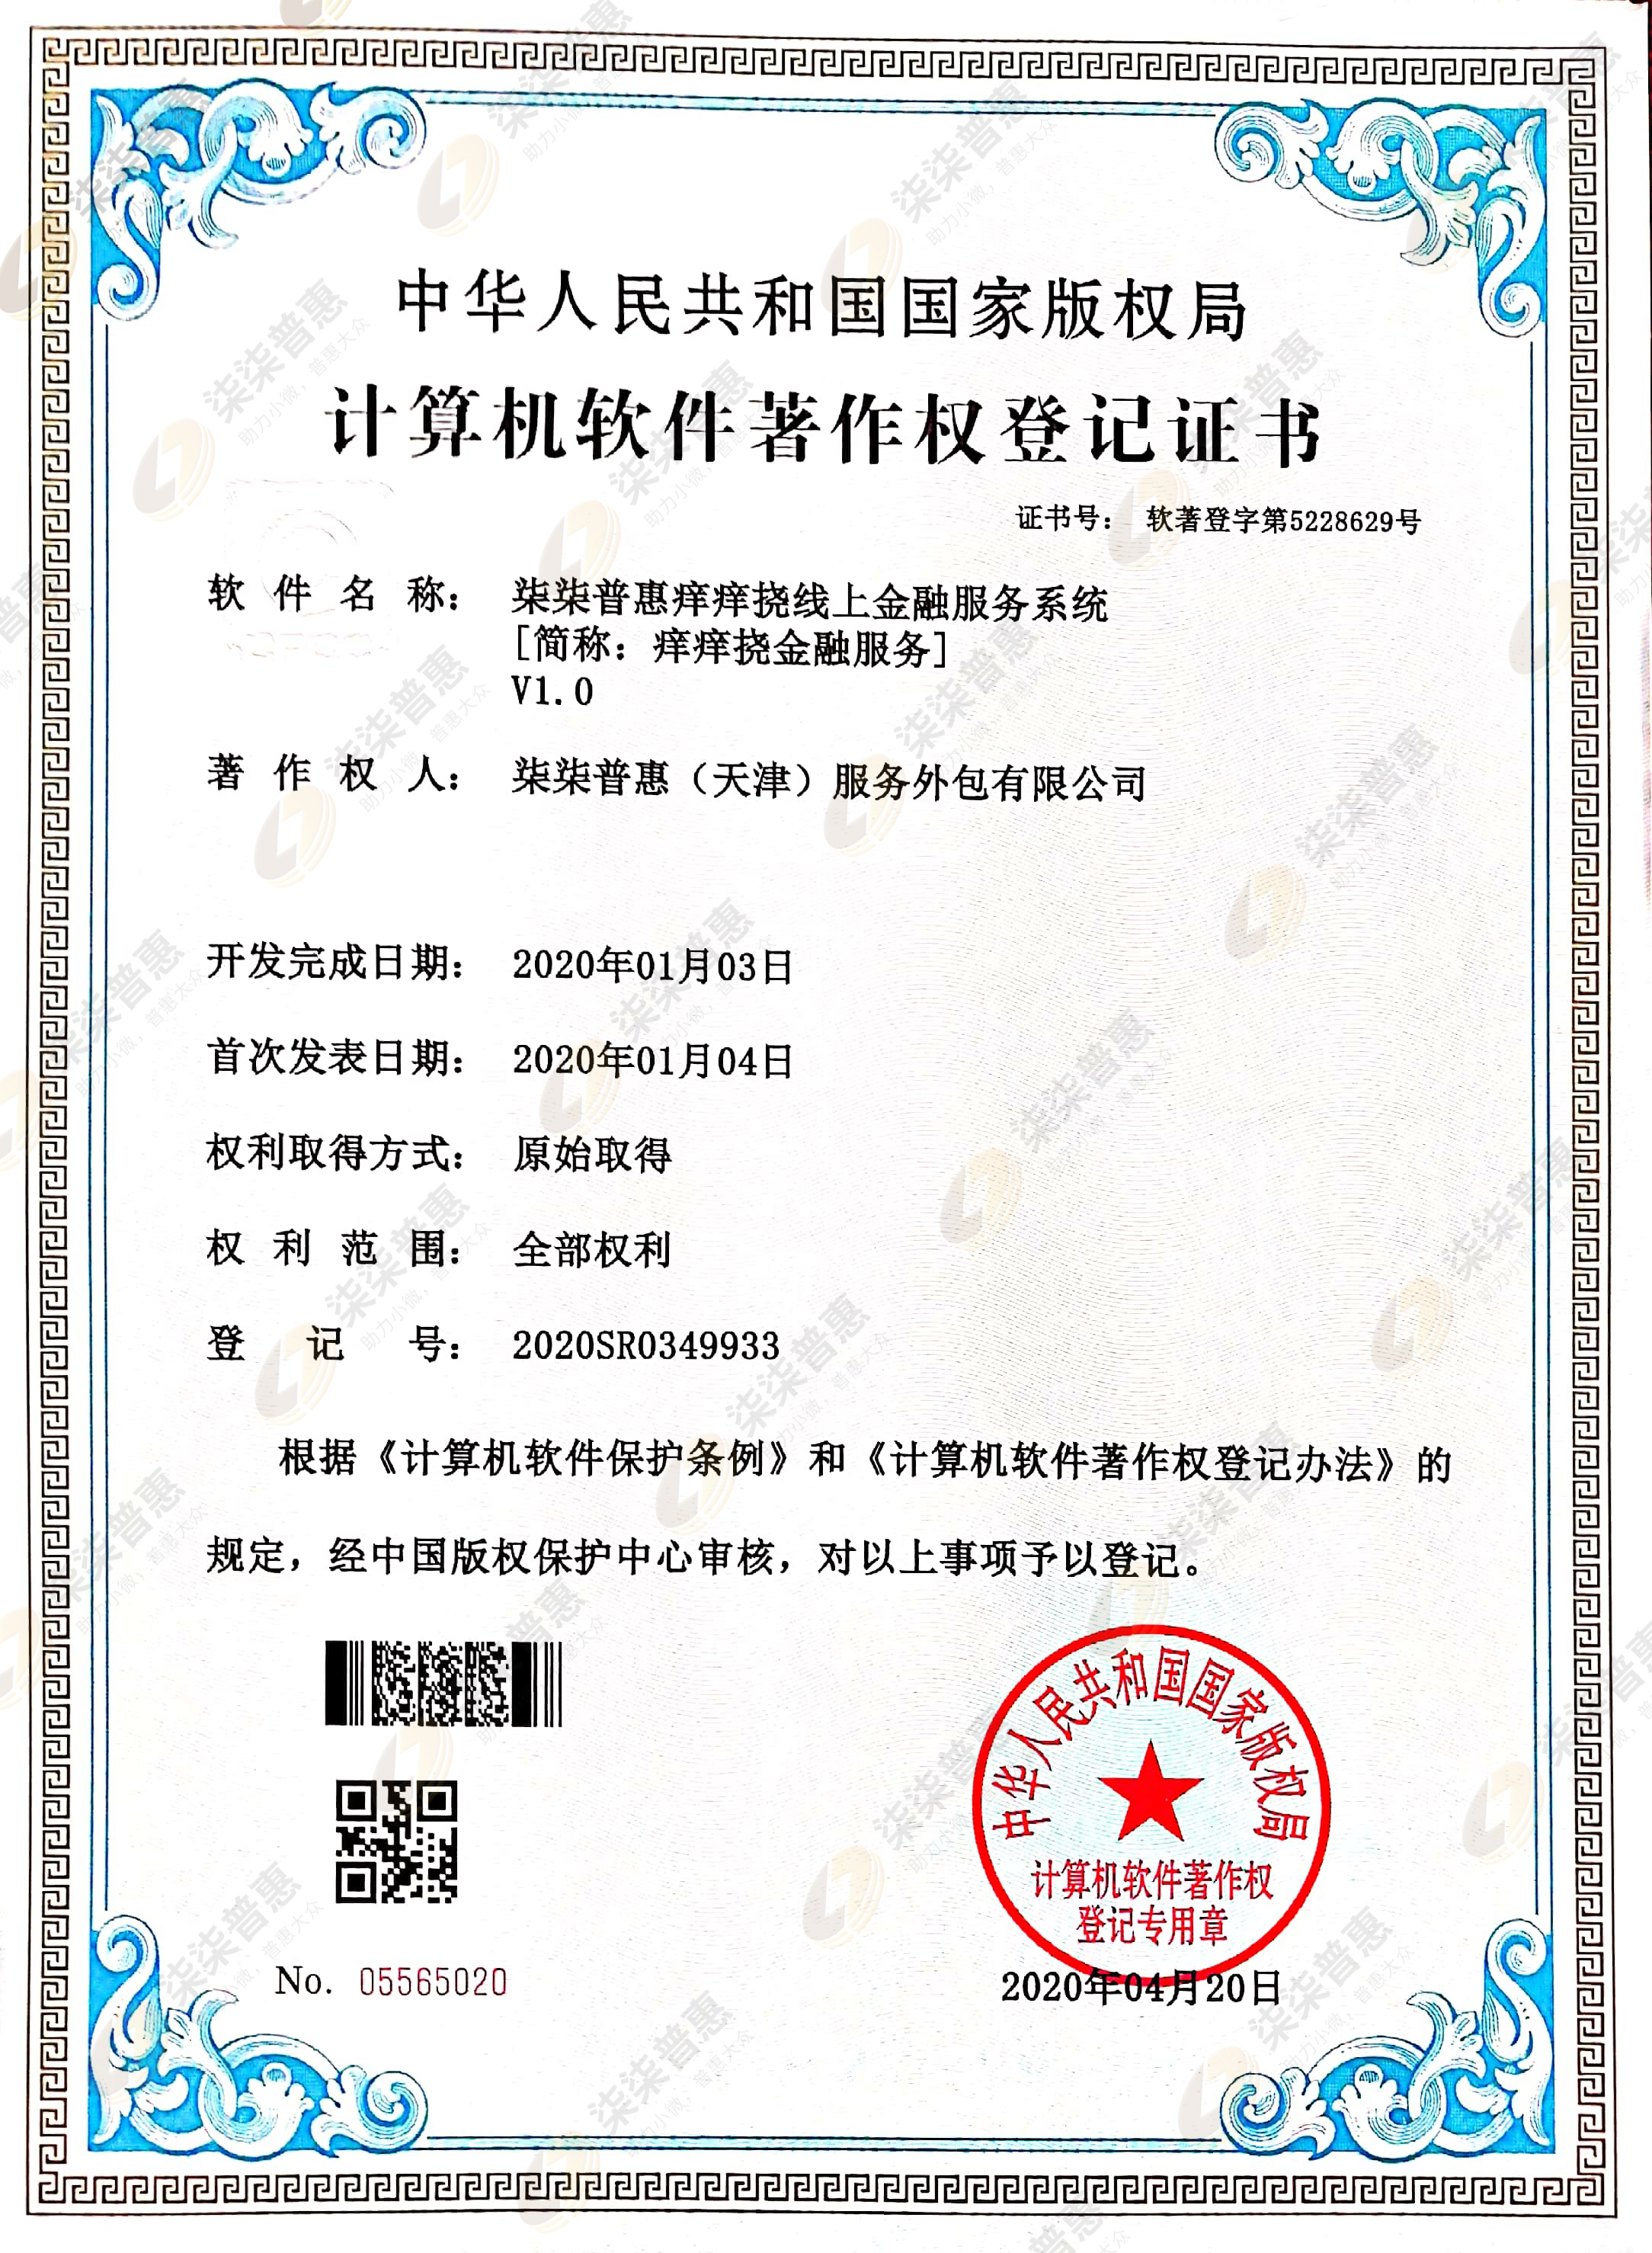 中华人民共和国国家版权局
计算机软件著作权登记证书
证书号： 软著登字第5228629号
软件名称： 柒柒普惠痒痒挠线上金融服务系统
[简称：痒痒挠金融服务]
V1.0
著作权人： 柒柒普惠（天津）服务外包有限公司
开发完成日期： 2020年01月03日
首次发表日期： 2020年01月04日
权利取得方式： 原始取得
权利范围： 全部权利
登记号： 2020SR0349933
根据《计算机软件保护条例》和《计算机软件著作权登记办法》的
规定，经中国版权保护中心审核，对以上事项予以登记。
中华人民共和国国家版权局
计算机软件著作权
登记专用章
No. 05565020
2020年04月20日
柒柒普惠
助力小微，普惠大众